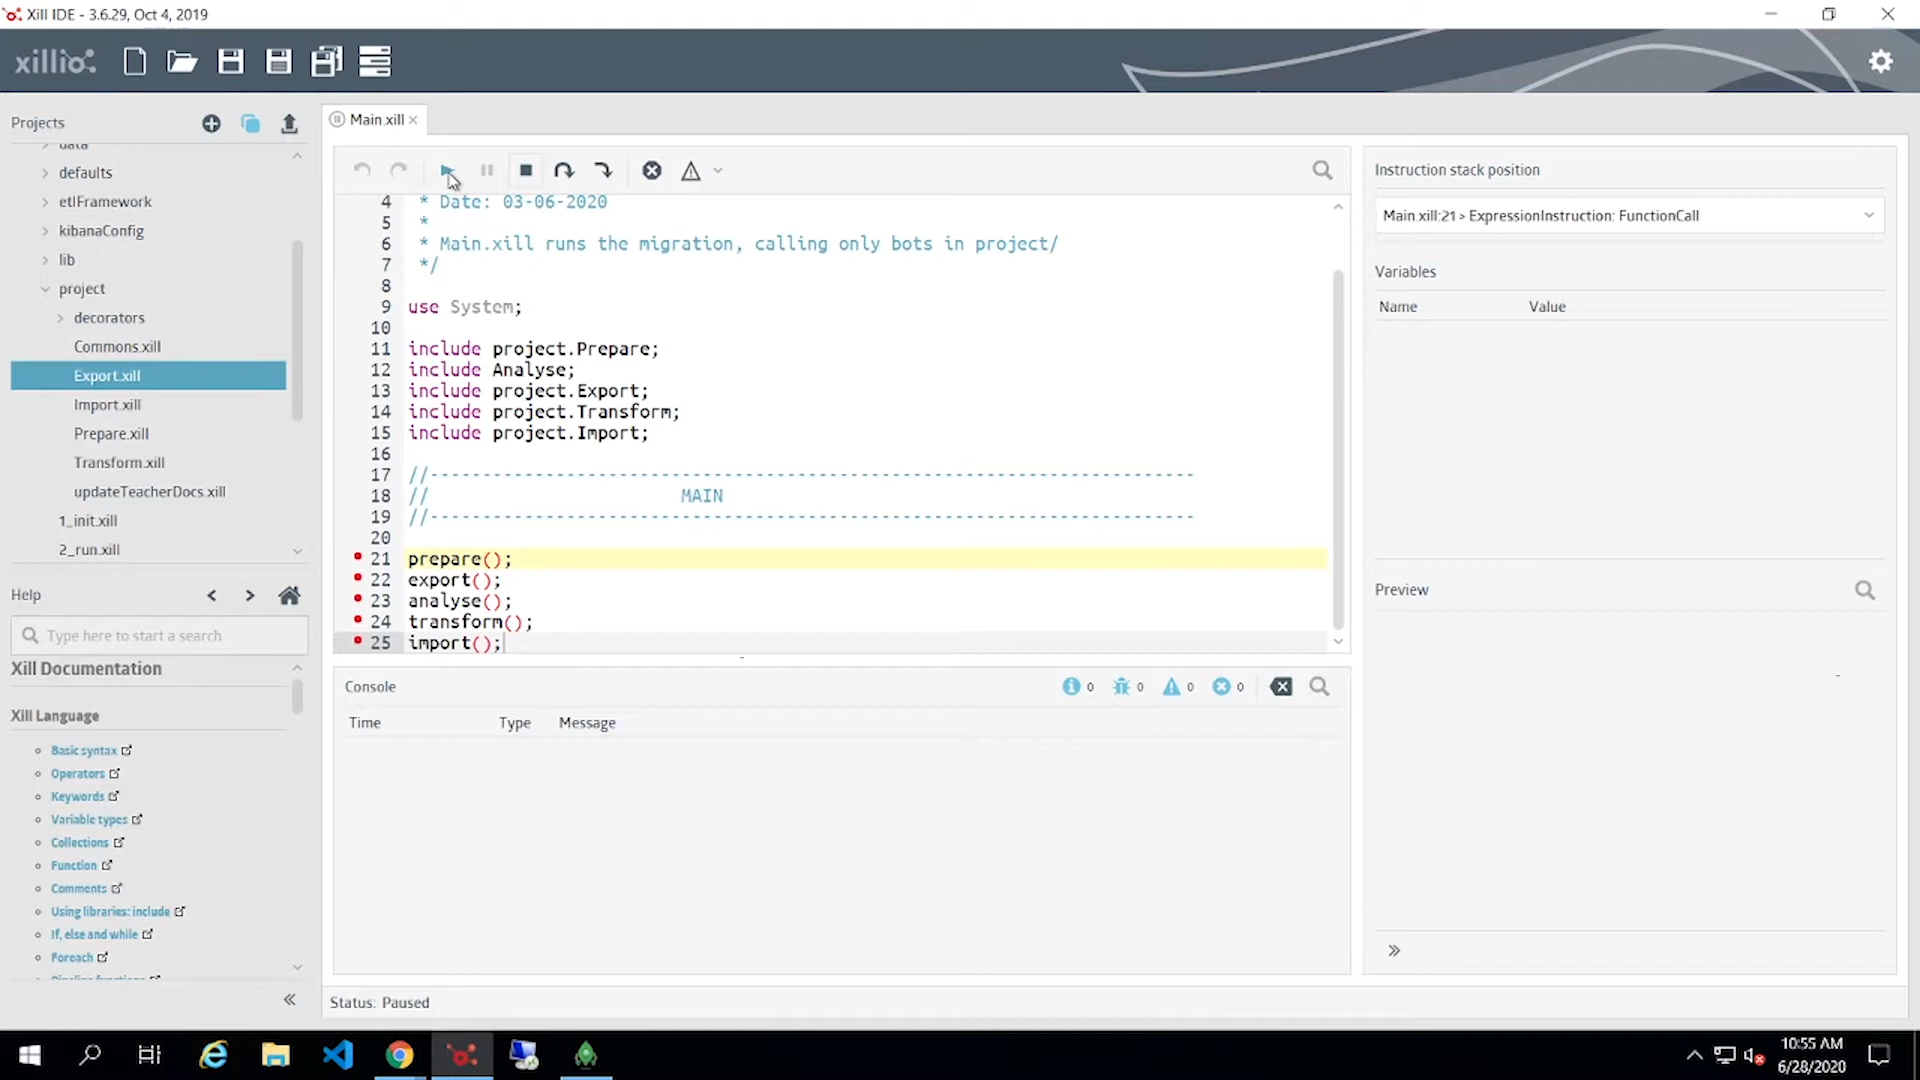 Xill IDE - 3.6.29, Oct 4, 2019
xillio
Projects
data
defaults
etlFramework
kibanaConfig
lib
project
decorators
Commons.xill
Export.xill
Import.xill
Prepare.xill
Transform.xill
updateTeacherDocs.xill
1_init.xill
2_run.xill
Help
Type here to start a search
Xill Documentation
Xill Language
Basic syntax
Operators
Keywords
Variable types
Collections
Function
Comments
Using libraries: include
If, else and while
Foreach
Pipeline functions
Main.xill
4 * Date: 03-06-2020
5 *
6 * Main.xill runs the migration, calling only bots in project/
7 */
8
9 use System;
10
11 include project.Prepare;
12 include Analyse;
13 include project.Export;
14 include project.Transform;
15 include project.Import;
16
17 //-------------------------------------------------------------------------
18 // MAIN
19 //-------------------------------------------------------------------------
20
21 prepare();
22 export();
23 analyse();
24 transform();
25 import();
Console 0 0 0 0
Time Type Message
Status: Paused
Instruction stack position
Main.xill:21 > ExpressionInstruction: FunctionCall
Variables
Name Value
Preview
10:55 AM
6/28/2020